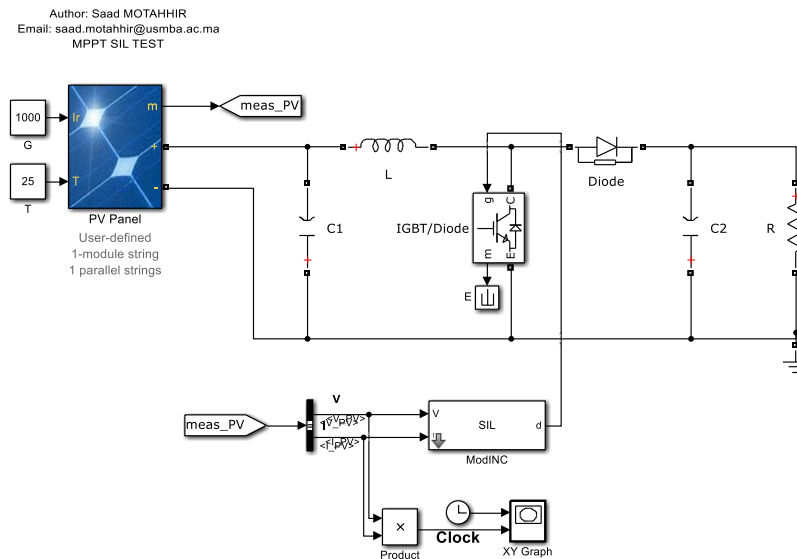 Author: Saad MOTAHHIR
Email: saad.motahhir@usmba.ac.ma
MPPT SIL TEST
1000
G
25
T
Ir
T
m
+
-
PV Panel
User-defined
1-module string
1 parallel strings
meas_PV
L
C1
IGBT/Diode
g
C
m
E
E
Diode
C2
R
meas_PV
V
<V_PV>
I
<I_PV>
V
SIL
d
ModINC
×
Product
Clock
XY Graph